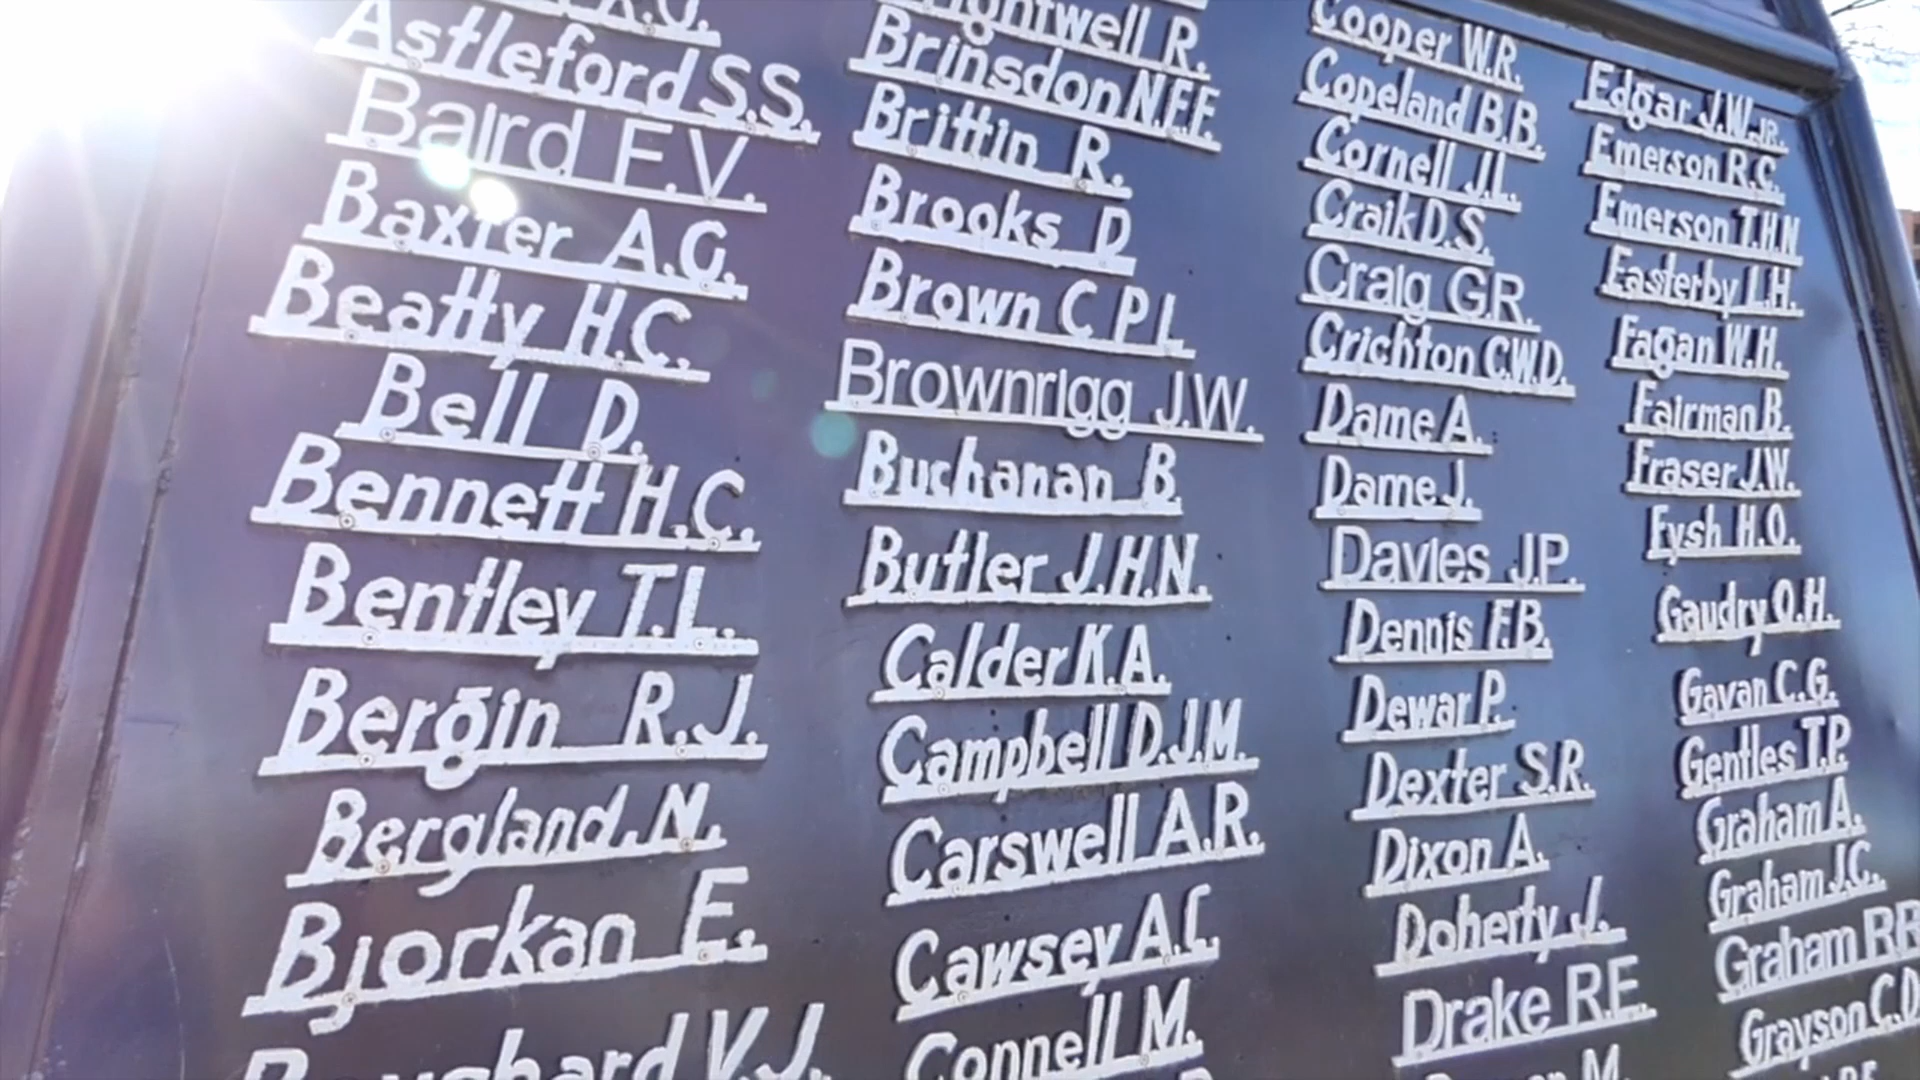 Astleford S.S.
Baird F.V.
Baxter A.C.
Beatty H.C.
Bell D.
Bennett H.C.
Bentley T.L.
Bergin R.J.
Bergland N.
Bjorkan E.
V.J.
R.
Brinsdon N.F.F.
Brittin R.
Brooks D
Brown C P L
Brownrigg J.W.
Buchanan B.
Butler J.H.N.
Calder K.A.
Campbell D.J.M.
Carswell A.R.
Cawsey A.C.
Connell M.
Cooper W.R.
Copeland B.B.
Cornell J.L.
Craik D.S.
Craig G.R.
Crichton C.W.D.
Dame A.
Dame J.
Davies J.P.
Dennis F.B.
Dewar P.
Dexter S.R.
Dixon A.
Doherty J.
Drake R.E.
M.
Edgar J.W. JR.
Emerson R.C.
Emerson T.H.N
Easterby L.H.
Fagan W.H.
Fairman B.
Fraser J.W.
Fysh H.O.
Gaudry O.H.
Gavan C.G.
Gentles T.P.
Graham A.
Graham J.C.
Graham R.R
Grayson C.D